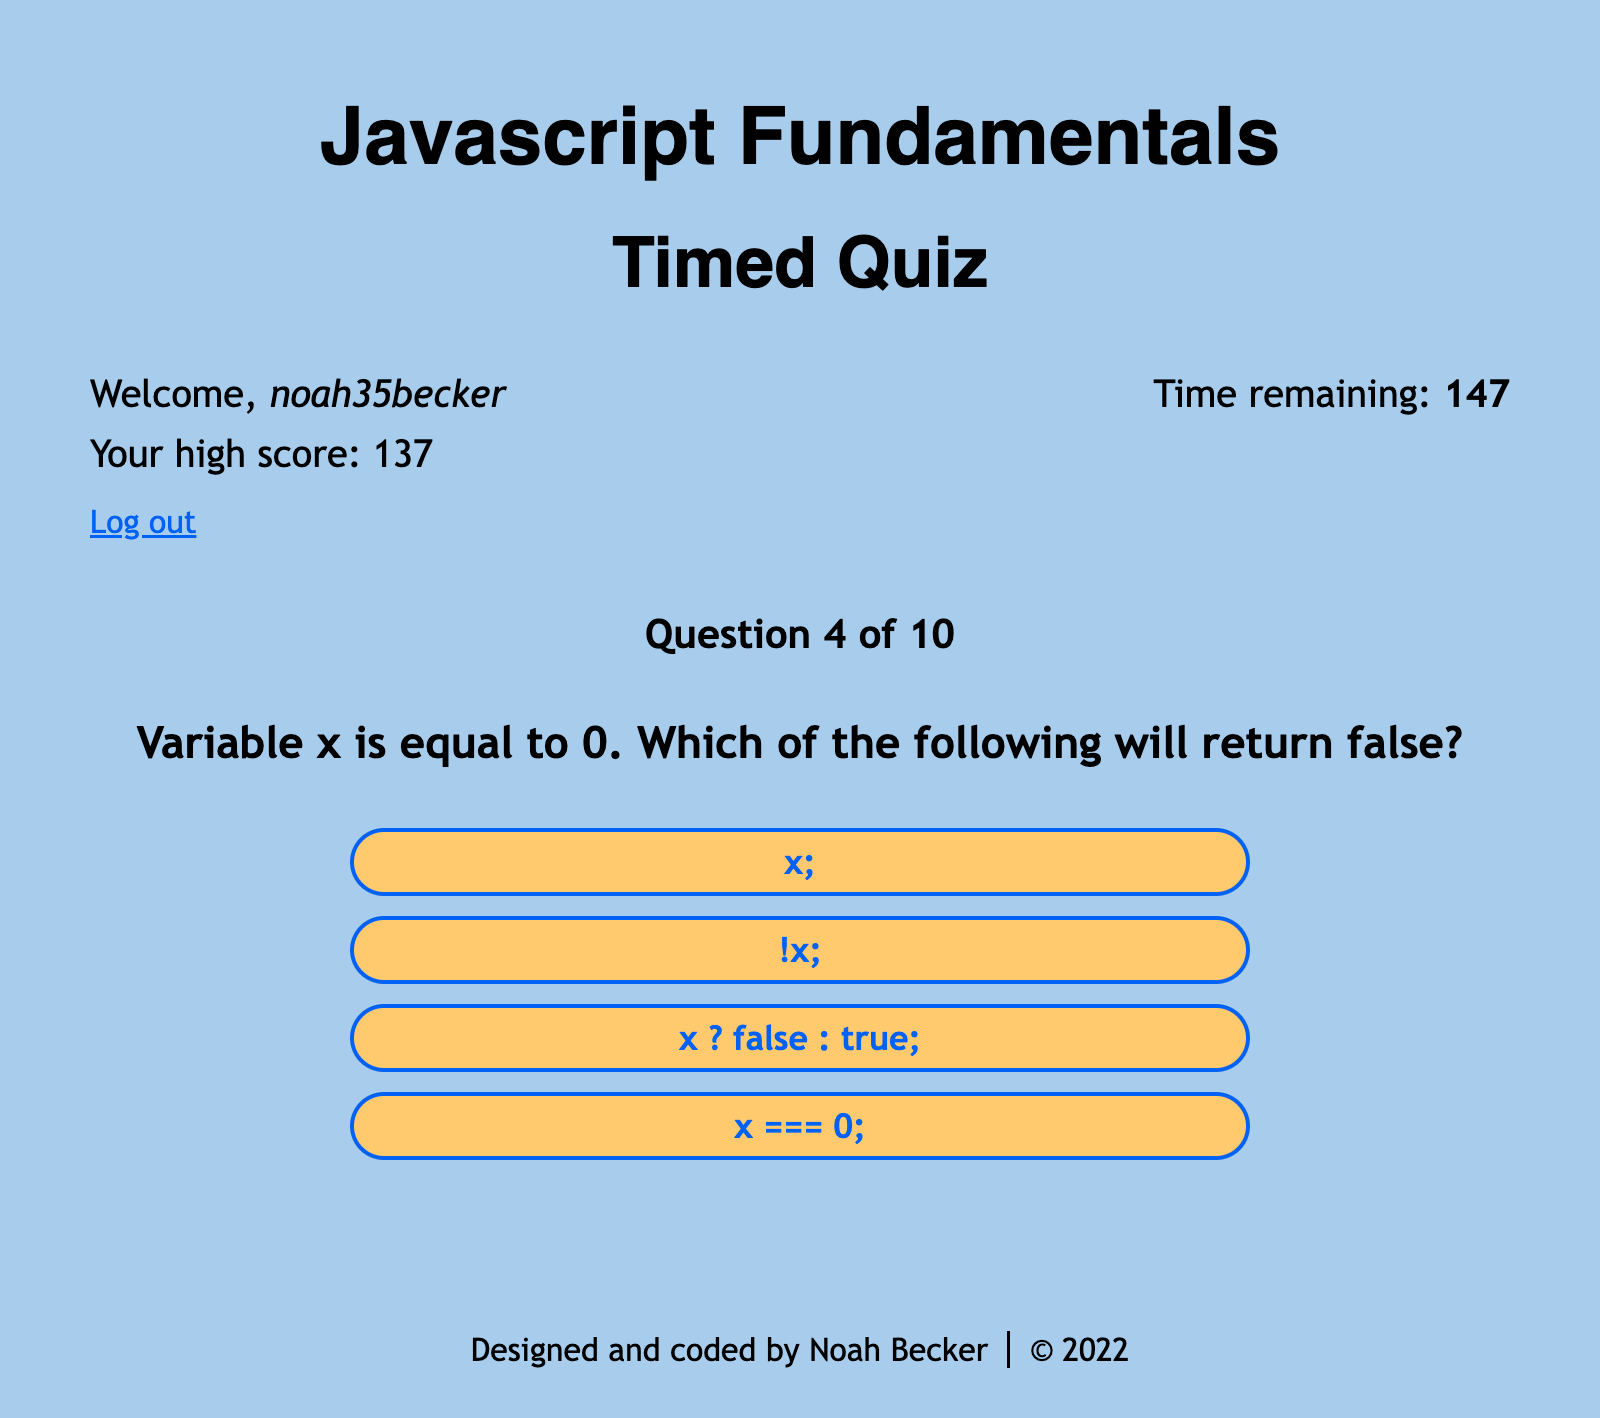 Javascript Fundamentals
Timed Quiz
Welcome, noah35becker
Time remaining: 147
Your high score: 137
Log out
Question 4 of 10
Variable x is equal to 0. Which of the following will return false?
x;
!x;
x ? false : true;
x === 0;
Designed and coded by Noah Becker | © 2022